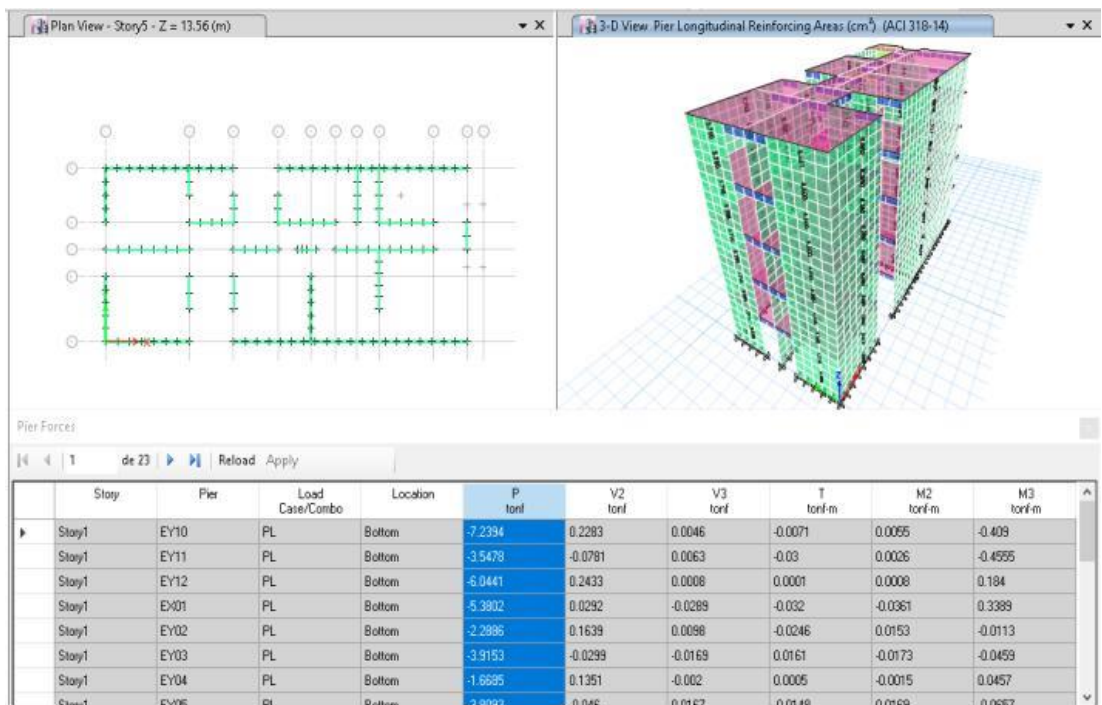 Plan View - Story5 - Z = 13.56 (m)
3-D View Pier Longitudinal Reinforcing Areas (cm²) (ACI 318-14)
Pier Forces
1 de 23 Reload Apply
Story Pier Load Case/Combo Location P tonf V2 tonf V3 tonf T tonf-m M2 tonf-m M3 tonf-m
Story1 EY10 PL Bottom -7.2394 0.2283 0.0046 -0.0071 0.0055 -0.409
Story1 EY11 PL Bottom -3.5478 -0.0781 0.0063 -0.03 0.0026 -0.4555
Story1 EY12 PL Bottom -6.0441 0.2433 0.0008 0.0001 0.0008 0.184
Story1 EX01 PL Bottom -5.3802 0.0292 -0.0289 -0.032 -0.0361 0.3389
Story1 EY02 PL Bottom -2.2886 0.1639 0.0098 -0.0246 0.0153 -0.0113
Story1 EY03 PL Bottom -3.9153 -0.0299 -0.0169 0.0161 -0.0173 -0.0459
Story1 EY04 PL Bottom -1.6685 0.1351 -0.002 0.0005 -0.0015 0.0457
Story1 EY05 PL Bottom